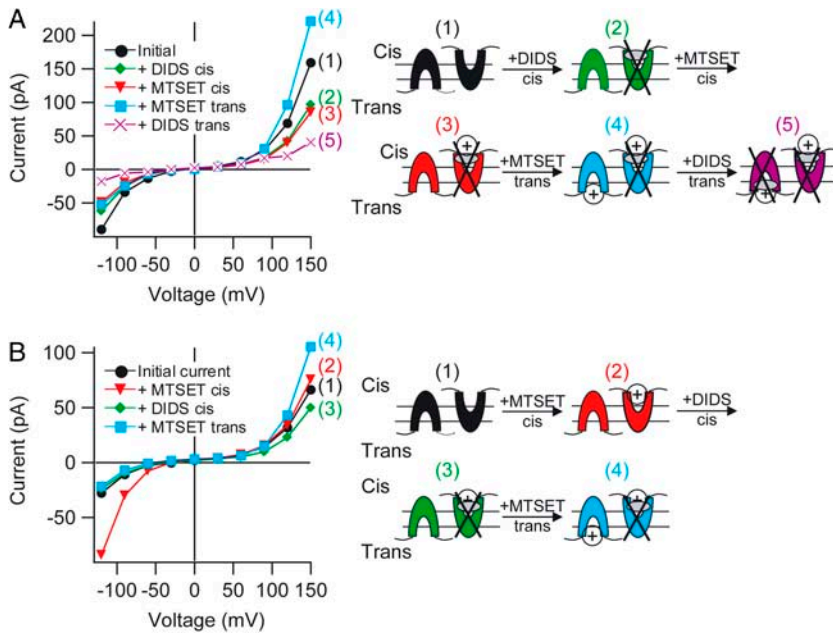 A
Current (pA)
200
150
100
50
0
-50
-100
-50
0
50
100
150
Voltage (mV)
Initial
+ DIDS cis
+ MTSET cis
+ MTSET trans
+ DIDS trans
(4)
(1)
(2)
(3)
(5)
(1)
(2)
Cis
+DIDS
cis
+MTSET
cis
Trans
(3)
(4)
(5)
Cis
+MTSET
trans
+DIDS
trans
Trans
+ + + + +
B
Current (pA)
100
50
0
-50
-100
-50
0
50
100
150
Voltage (mV)
Initial current
+ MTSET cis
+ DIDS cis
+ MTSET trans
(4)
(2)
(1)
(3)
(1)
(2)
Cis
+MTSET
cis
+
+DIDS
cis
Trans
(3)
(4)
Cis
+
+MTSET
trans
+ +
Trans